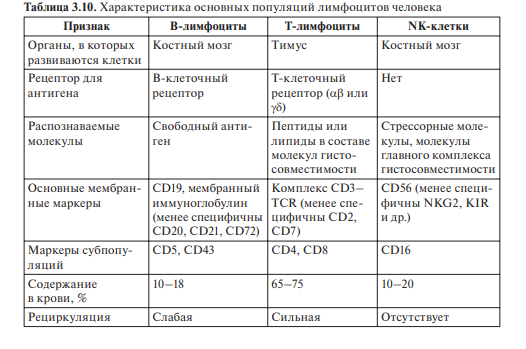 Таблица 3.10. Характеристика основных популяций лимфоцитов человека
Признак В-лимфоциты Т-лимфоциты NK-клетки
Органы, в которых Костный мозг Тимус Костный мозг
развиваются клетки
Рецептор для В-клеточный Т-клеточный Нет
антигена рецептор рецептор (αβ или
γδ)
Распознаваемые Свободный анти- Пептиды или Стрессорные моле-
молекулы ген липиды в составе кулы, молекулы
молекул гисто- главного комплекса
совместимости гистосовместимости
Основные мембран- CD19, мембранный Комплекс CD3– CD56 (менее специ-
ные маркеры иммуноглобулин TCR (менее спе- фичны NKG2, KIR
(менее специфичны цифичны CD2, и др.)
CD20, CD21, CD72) CD7)
Маркеры субпопу- CD5, CD43 CD4, CD8 CD16
ляций
Содержание 10–18 65–75 10–20
в крови, %
Рециркуляция Слабая Сильная Отсутствует